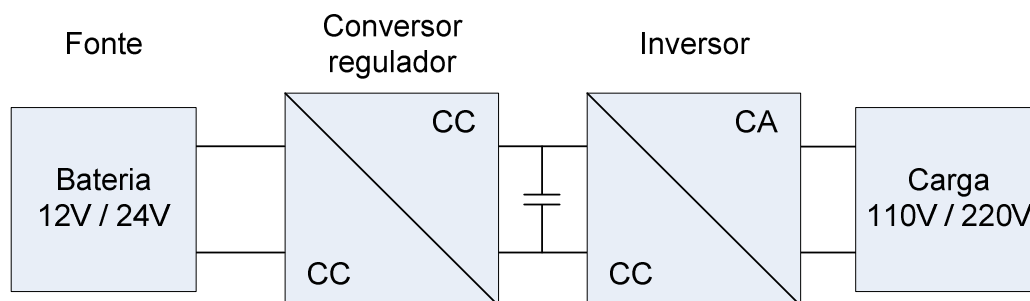 Fonte
Conversor
regulador
Inversor
Bateria
12V / 24V
CC
CC
CA
CC
Carga
110V / 220V